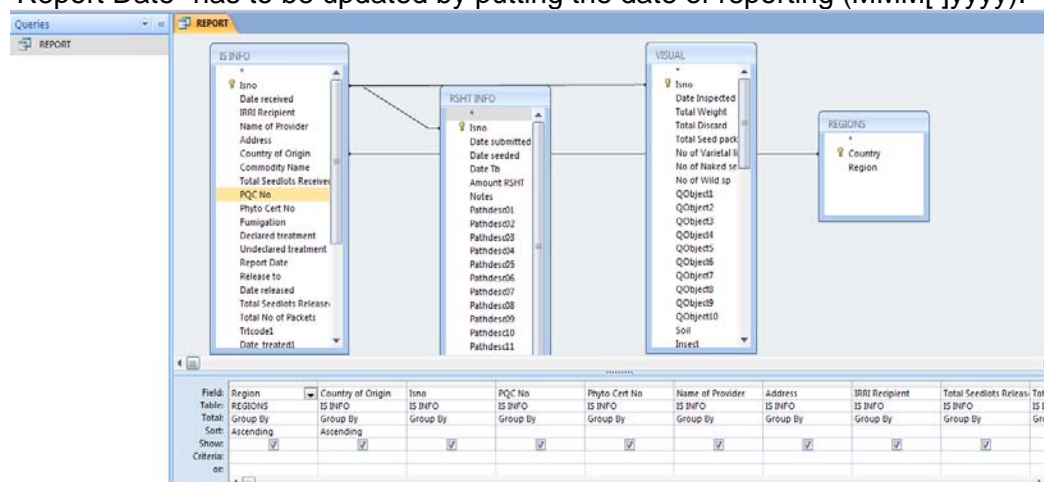 Report Date" has to be updated by putting the date of reporting (MMM[ ]yyyy).
Queries
REPORT
REPORT
IS INFO
*
Isno
Date received
IRRI Recipient
Name of Provider
Address
Country of Origin
Commodity Name
Total Seedlots Receive
PQC No
Phyto Cert No
Fumigation
Declared treatment
Undeclared treatment
Report Date
Release to
Date released
Total Seedlots Release
Total No of Packets
Trtcode1
Date treated1
RSHT INFO
*
Isno
Date submitted
Date seeded
Date Tb
Amount RSHT
Notes
Pathdesc01
Pathdesc02
Pathdesc03
Pathdesc04
Pathdesc05
Pathdesc06
Pathdesc07
Pathdesc08
Pathdesc09
Pathdesc10
Pathdesc11
VISUAL
*
Isno
Date Inspected
Total Weight
Total Discard
Total Seed pack
No of Varietal li
No of Naked se
No of Wild sp
QObject1
QObject2
QObject3
QObject4
QObject5
QObject6
QObject7
QObject8
QObject9
QObject10
Soil
Insect
REGIONS
*
Country
Region
Field: Region Country of Origin Isno PQC No Phyto Cert No Name of Provider Address IRRI Recipient Total Seedlots Releas Tot
Table: REGIONS IS INFO IS INFO IS INFO IS INFO IS INFO IS INFO IS INFO IS INFO IS
Total: Group By Group By Group By Group By Group By Group By Group By Group By Group By Gr
Sort: Ascending Ascending
Show:
Criteria:
or: